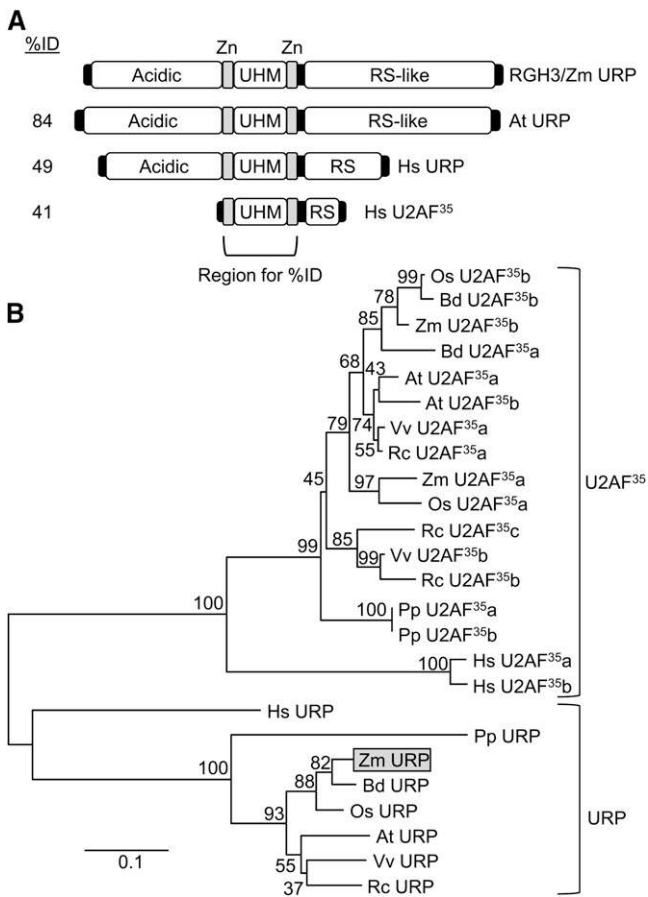 A
%ID
Zn Zn
Acidic UHM RS-like RGH3/Zm URP
84 Acidic UHM RS-like At URP
49 Acidic UHM RS Hs URP
41 UHM RS Hs U2AF³⁵
Region for %ID
B
99 Os U2AF³⁵b
78 Bd U2AF³⁵b
85 Zm U2AF³⁵b
Bd U2AF³⁵a
68 43 At U2AF³⁵a
At U2AF³⁵b
79 74 Vv U2AF³⁵a
55 Rc U2AF³⁵a
45 97 Zm U2AF³⁵a
Os U2AF³⁵a
U2AF³⁵
99 85 Rc U2AF³⁵c
99 Vv U2AF³⁵b
Rc U2AF³⁵b
100 100 Pp U2AF³⁵a
Pp U2AF³⁵b
100 Hs U2AF³⁵a
Hs U2AF³⁵b
Hs URP
Pp URP
100 82 Zm URP
88 Bd URP
93 Os URP
URP
At URP
55 Vv URP
37 Rc URP
0.1